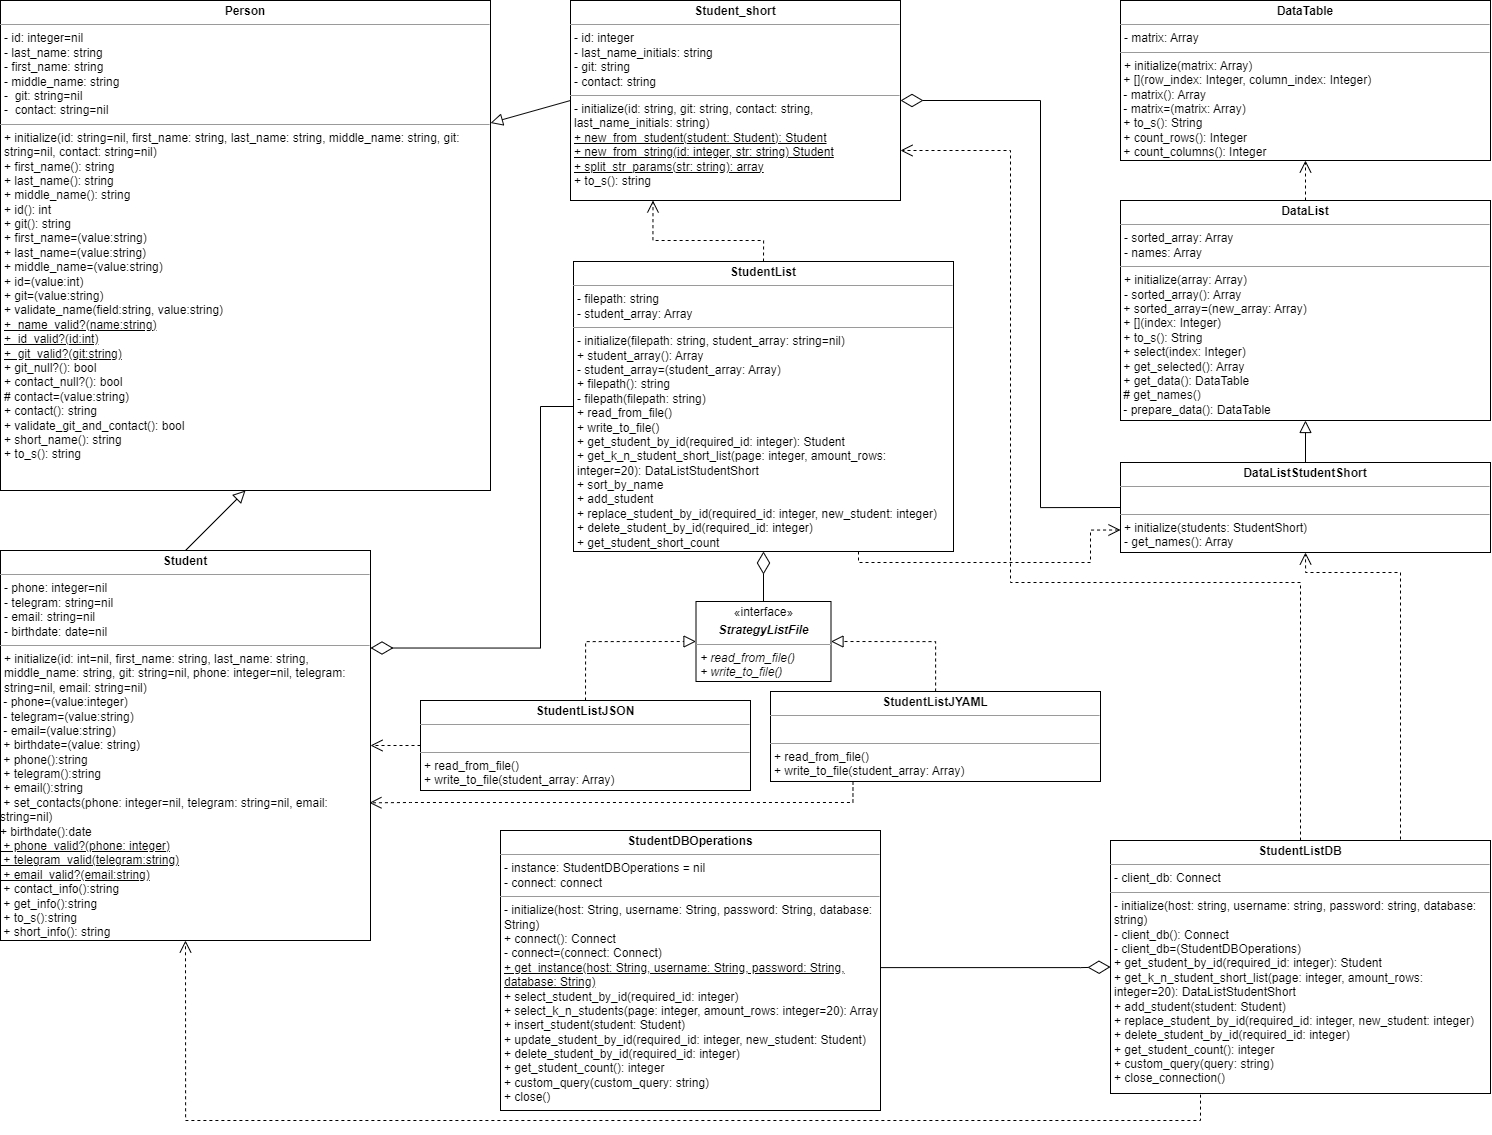 Person
- id: integer=nil
- last_name: string
- first_name: string
- middle_name: string
- git: string=nil
- contact: string=nil
+ initialize(id: string=nil, first_name: string, last_name: string, middle_name: string, git:
string=nil, contact: string=nil)
+ first_name(): string
+ last_name(): string
+ middle_name(): string
+ id(): int
+ git(): string
+ first_name=(value:string)
+ last_name=(value:string)
+ middle_name=(value:string)
+ id=(value:int)
+ git=(value:string)
+ validate_name(field:string, value:string)
+ _name_valid?(name:string)
+ _id_valid?(id:int)
+ _git_valid?(git:string)
+ git_null?(): bool
+ contact_null?(): bool
# contact=(value:string)
+ contact(): string
+ validate_git_and_contact(): bool
+ short_name(): string
+ to_s(): string
Student_short
- id: integer
- last_name_initials: string
- git: string
- contact: string
- initialize(id: string, git: string, contact: string,
last_name_initials: string)
+ new_from_student(student: Student): Student
+ new_from_string(id: integer, str: string) Student
+ split_str_params(str: string): array
+ to_s(): string
DataTable
- matrix: Array
+ initialize(matrix: Array)
+ [](row_index: Integer, column_index: Integer)
- matrix(): Array
- matrix=(matrix: Array)
+ to_s(): String
+ count_rows(): Integer
+ count_columns(): Integer
DataList
- sorted_array: Array
- names: Array
+ initialize(array: Array)
- sorted_array(): Array
+ sorted_array=(new_array: Array)
+ [](index: Integer)
+ to_s(): String
+ select(index: Integer)
+ get_selected(): Array
+ get_data(): DataTable
# get_names()
- prepare_data(): DataTable
StudentList
- filepath: string
- student_array: Array
- initialize(filepath: string, student_array: string=nil)
+ student_array(): Array
- student_array=(student_array: Array)
+ filepath(): string
- filepath(filepath: string)
+ read_from_file()
+ write_to_file()
+ get_student_by_id(required_id: integer): Student
+ get_k_n_student_short_list(page: integer, amount_rows:
integer=20): DataListStudentShort
+ sort_by_name
+ add_student
+ replace_student_by_id(required_id: integer, new_student: integer)
+ delete_student_by_id(required_id: integer)
+ get_student_short_count
DataListStudentShort
+ initialize(students: StudentShort)
- get_names(): Array
Student
- phone: integer=nil
- telegram: string=nil
- email: string=nil
- birthdate: date=nil
+ initialize(id: int=nil, first_name: string, last_name: string,
middle_name: string, git: string=nil, phone: integer=nil, telegram:
string=nil, email: string=nil)
- phone=(value:integer)
- telegram=(value:string)
- email=(value:string)
+ birthdate=(value: string)
+ phone():string
+ telegram():string
+ email():string
+ set_contacts(phone: integer=nil, telegram: string=nil, email:
string=nil)
+ birthdate():date
+ phone_valid?(phone: integer)
+ telegram_valid(telegram:string)
+ email_valid?(email:string)
+ contact_info():string
+ get_info():string
+ to_s():string
+ short_info(): string
«interface»
StrategyListFile
+ read_from_file()
+ write_to_file()
StudentListJSON
+ read_from_file()
+ write_to_file(student_array: Array)
StudentListJYAML
+ read_from_file()
+ write_to_file(student_array: Array)
StudentDBOperations
- instance: StudentDBOperations = nil
- connect: connect
- initialize(host: String, username: String, password: String, database:
String)
+ connect(): Connect
- connect=(connect: Connect)
+ get_instance(host: String, username: String, password: String,
database: String)
+ select_student_by_id(required_id: integer)
+ select_k_n_students(page: integer, amount_rows: integer=20): Array
+ insert_student(student: Student)
+ update_student_by_id(required_id: integer, new_student: Student)
+ delete_student_by_id(required_id: integer)
+ get_student_count(): integer
+ custom_query(custom_query: string)
+ close()
StudentListDB
- client_db: Connect
- initialize(host: string, username: string, password: string, database:
string)
- client_db(): Connect
- client_db=(StudentDBOperations)
+ get_student_by_id(required_id: integer): Student
+ get_k_n_student_short_list(page: integer, amount_rows:
integer=20): DataListStudentShort
+ add_student(student: Student)
+ replace_student_by_id(required_id: integer, new_student: integer)
+ delete_student_by_id(required_id: integer)
+ get_student_count(): integer
+ custom_query(query: string)
+ close_connection()